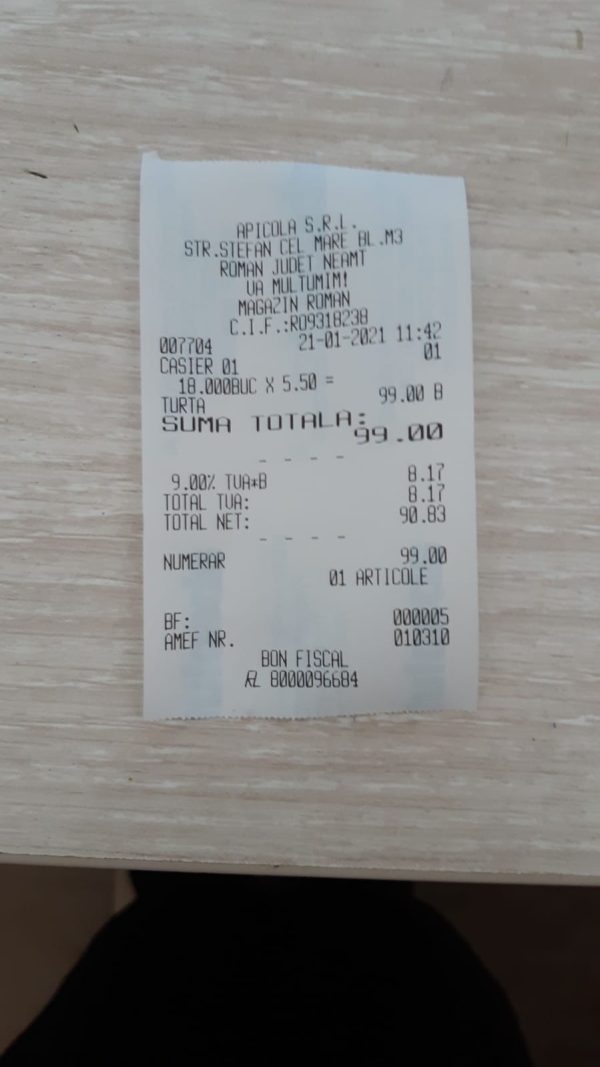 APICOLA S.R.L.
STR.STEFAN CEL MARE BL.M3
ROMAN JUDET NEAMT
VA MULTUMIM!
MAGAZIN ROMAN
C.I.F.:RO9318238
007704 21-01-2021 11:42
CASIER 01 01
18.000BUC X 5.50 =
TURTA 99.00 B
SUMA TOTALA: 99.00
- - - -
9.00% TVA*B 8.17
TOTAL TVA: 8.17
TOTAL NET: 90.83
- - - -
NUMERAR 99.00
01 ARTICOLE
BF: 000005
AMEF NR. 010310
BON FISCAL
8000096684